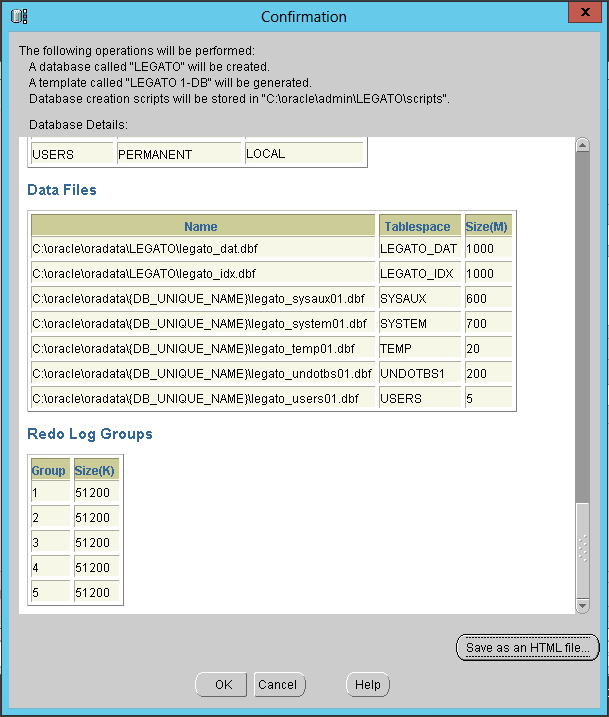 Confirmation
x
The following operations will be performed:
A database called "LEGATO" will be created.
A template called "LEGATO 1-DB" will be generated.
Database creation scripts will be stored in "C:\oracle\admin\LEGATO\scripts".
Database Details:
USERS PERMANENT LOCAL
Data Files
Name Tablespace Size(M)
C:\oracle\oradata\LEGATO\legato_dat.dbf LEGATO_DAT 1000
C:\oracle\oradata\LEGATO\legato_idx.dbf LEGATO_IDX 1000
C:\oracle\oradata\{DB_UNIQUE_NAME}\legato_sysaux01.dbf SYSAUX 600
C:\oracle\oradata\{DB_UNIQUE_NAME}\legato_system01.dbf SYSTEM 700
C:\oracle\oradata\{DB_UNIQUE_NAME}\legato_temp01.dbf TEMP 20
C:\oracle\oradata\{DB_UNIQUE_NAME}\legato_undotbs01.dbf UNDOTBS1 200
C:\oracle\oradata\{DB_UNIQUE_NAME}\legato_users01.dbf USERS 5
Redo Log Groups
Group Size(K)
1 51200
2 51200
3 51200
4 51200
5 51200
Save as an HTML file...
OK Cancel Help